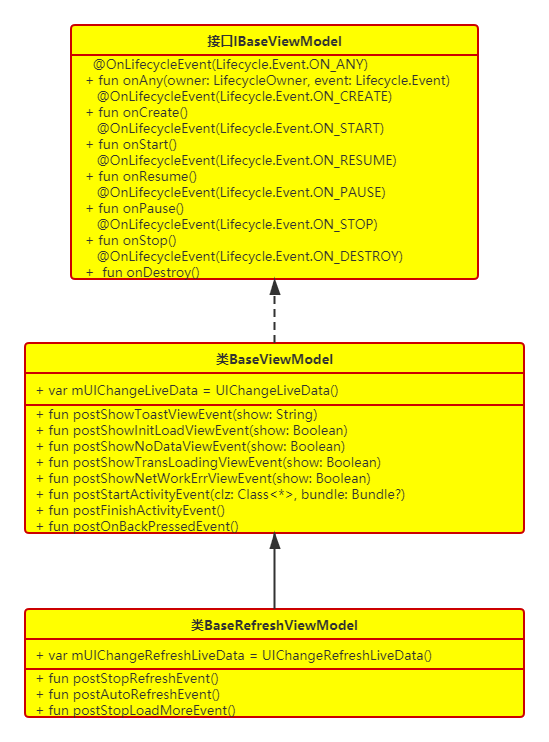 接口IBaseViewModel
@OnLifecycleEvent(Lifecycle.Event.ON_ANY)
+ fun onAny(owner: LifecycleOwner, event: Lifecycle.Event)
@OnLifecycleEvent(Lifecycle.Event.ON_CREATE)
+ fun onCreate()
@OnLifecycleEvent(Lifecycle.Event.ON_START)
+ fun onStart()
@OnLifecycleEvent(Lifecycle.Event.ON_RESUME)
+ fun onResume()
@OnLifecycleEvent(Lifecycle.Event.ON_PAUSE)
+ fun onPause()
@OnLifecycleEvent(Lifecycle.Event.ON_STOP)
+ fun onStop()
@OnLifecycleEvent(Lifecycle.Event.ON_DESTROY)
+ fun onDestroy()
类BaseViewModel
+ var mUIChangeLiveData = UIChangeLiveData()
+ fun postShowToastViewEvent(show: String)
+ fun postShowInitLoadViewEvent(show: Boolean)
+ fun postShowNoDataViewEvent(show: Boolean)
+ fun postShowTransLoadingViewEvent(show: Boolean)
+ fun postShowNetWorkErrViewEvent(show: Boolean)
+ fun postStartActivityEvent(clz: Class<*>, bundle: Bundle?)
+ fun postFinishActivityEvent()
+ fun postOnBackPressedEvent()
类BaseRefreshViewModel
+ var mUIChangeRefreshLiveData = UIChangeRefreshLiveData()
+ fun postStopRefreshEvent()
+ fun postAutoRefreshEvent()
+ fun postStopLoadMoreEvent()